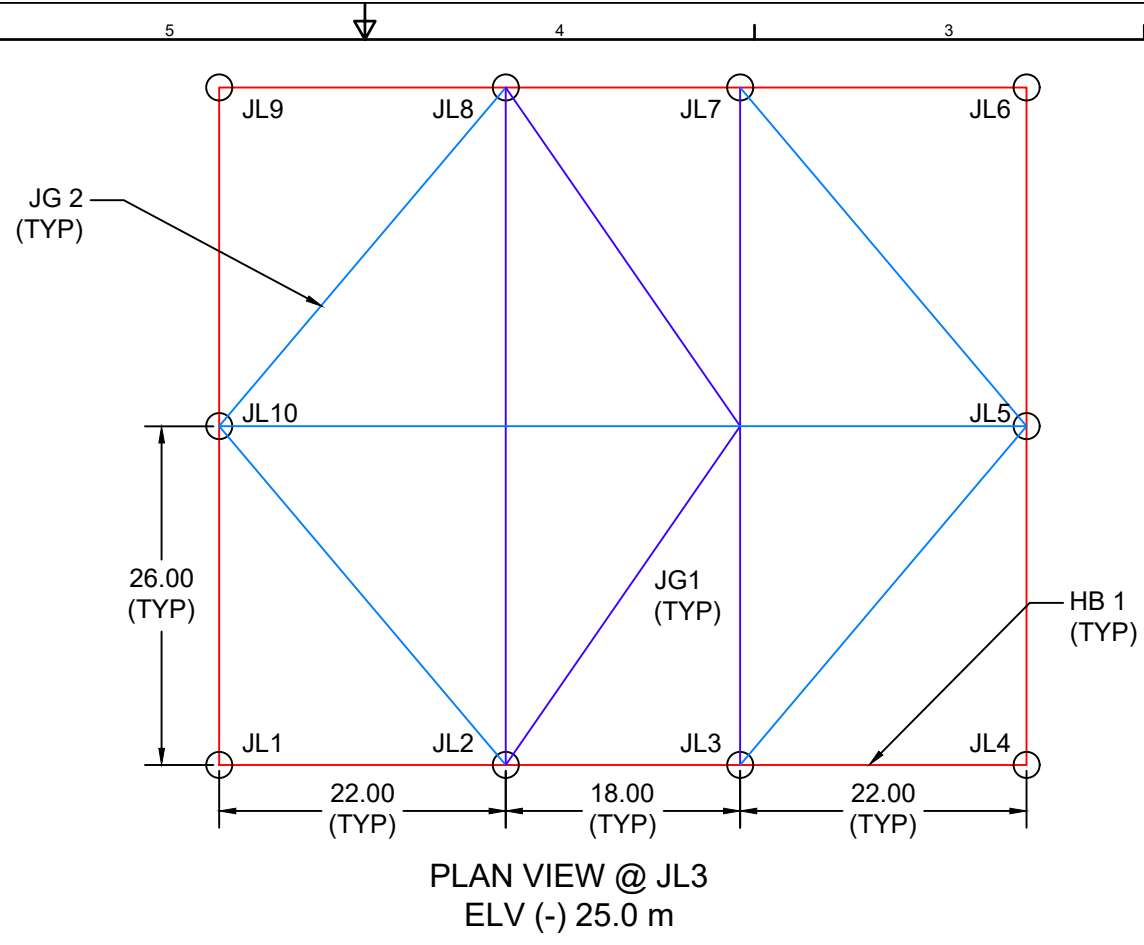 5
4
3
JL9
JL8
JL7
JL6
JG 2
(TYP)
JL10
JL5
26.00
(TYP)
JG1
(TYP)
HB 1
(TYP)
JL1
JL2
JL3
JL4
22.00
(TYP)
18.00
(TYP)
22.00
(TYP)
PLAN VIEW @ JL3
ELV (-) 25.0 m